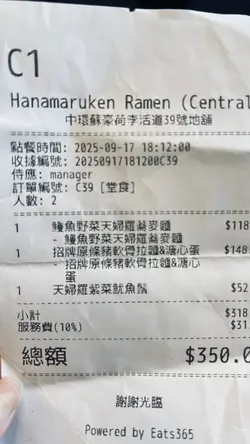 C1
Hanamaruken Ramen (Central
中環蘇豪荷李活道39號地舖
點餐時間: 2025-09-17 18:12:00
收據編號: 20250917181200C39
侍應: manager
訂單編號: C39 [堂食]
人數: 2
1 鰻魚野菜天婦羅蕎麥麵 $118
- 鰻魚野菜天婦羅蕎麥麵
1 招牌原條豬軟骨拉麵&溏心蛋 $148
- 招牌原條豬軟骨拉麵&溏心
蛋
1 天婦羅紫菜魷魚鬚 $52
小計 $318
服務費(10%) $31
總額 $350.0
謝謝光臨
Powered by Eats365